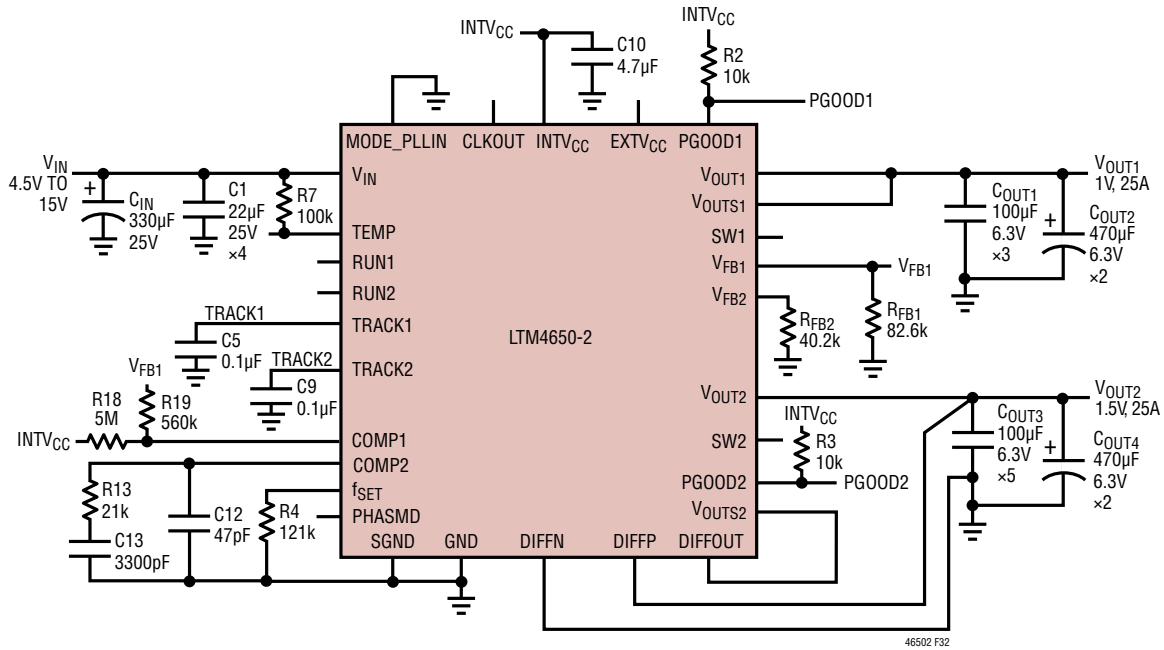 INTVCC
C10
4.7µF
INTVCC
R2
10k
PGOOD1
MODE_PLLIN
CLKOUT
INTVCC
EXTVCC
PGOOD1
VIN
4.5V TO
15V
+
CIN
330µF
25V
C1
22µF
25V
×4
R7
100k
VIN
TEMP
RUN1
RUN2
TRACK1
TRACK1
C5
0.1µF
TRACK2
TRACK2
C9
0.1µF
VFB1
R18
5M
R19
560k
INTVCC
COMP1
COMP2
fSET
PHASMD
R13
21k
C13
3300pF
C12
47pF
R4
121k
SGND
GND
DIFFN
DIFFP
DIFFOUT
LTM4650-2
VOUT1
VOUTS1
SW1
VFB1
VFB2
VOUT2
SW2
PGOOD2
VOUTS2
VOUT1
1V, 25A
COUT1
100µF
6.3V
×3
+
COUT2
470µF
6.3V
×2
VFB1
RFB2
40.2k
RFB1
82.6k
VOUT2
1.5V, 25A
INTVCC
R3
10k
PGOOD2
COUT3
100µF
6.3V
×5
+
COUT4
470µF
6.3V
×2
46502 F32